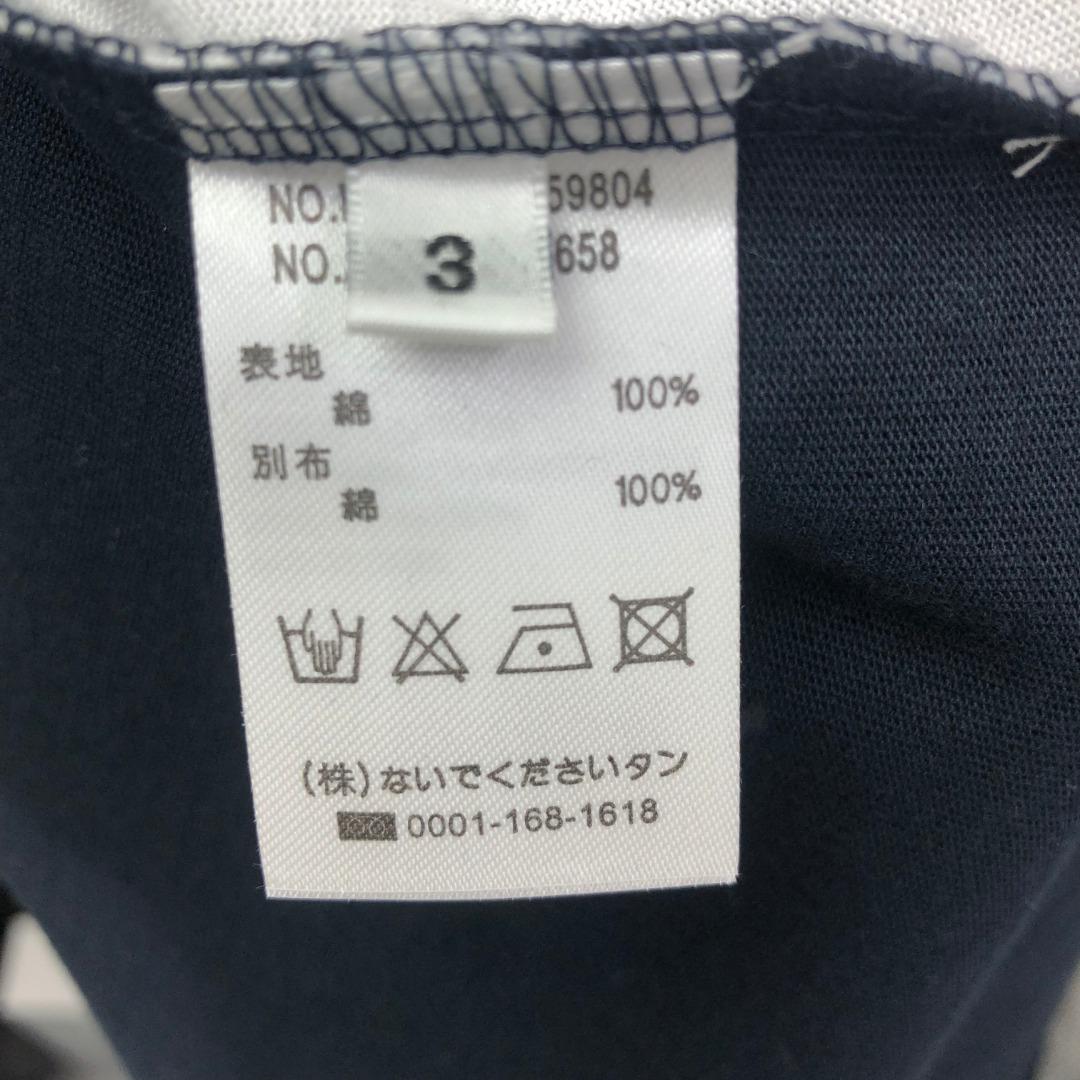 NO. 59804
NO. 658
3
表地
綿 100%
別布
綿 100%
(株)ないでくださいタン
0001-168-1618